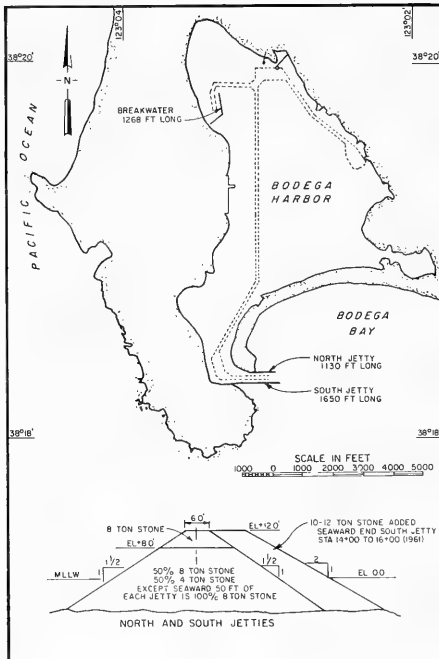 123°04'
123°02'
38°20'
38°20'
N
BREAKWATER
1268 FT LONG
PACIFIC OCEAN
BODEGA
HARBOR
BODEGA
BAY
NORTH JETTY
1130 FT LONG
SOUTH JETTY
1650 FT LONG
38°18'
38°18'
SCALE IN FEET
1000 0 1000 2000 3000 4000 5000
6.0'
8 TON STONE
EL+12.0'
10-12 TON STONE ADDED
SEAWARD END SOUTH JETTY
STA 14+00 TO 16+00 (1961)
EL+8.0'
1 1/2
1
MLLW
50% 8 TON STONE
50% 4 TON STONE
EXCEPT SEAWARD 50 FT OF
EACH JETTY IS 100% 8 TON STONE
1 1/2
1
2
1
EL 0.0
NORTH AND SOUTH JETTIES